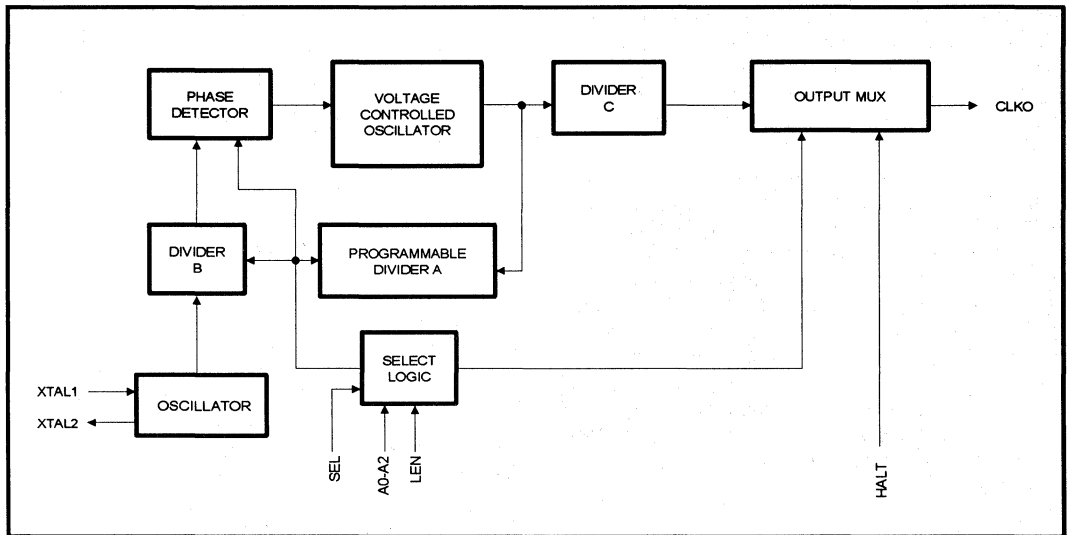 PHASE
DETECTOR
VOLTAGE
CONTROLLED
OSCILLATOR
DIVIDER
C
OUTPUT MUX
CLKO
DIVIDER
B
PROGRAMMABLE
DIVIDER A
SELECT
LOGIC
XTAL1
XTAL2
OSCILLATOR
SEL
A0-A2
LEN
HALT